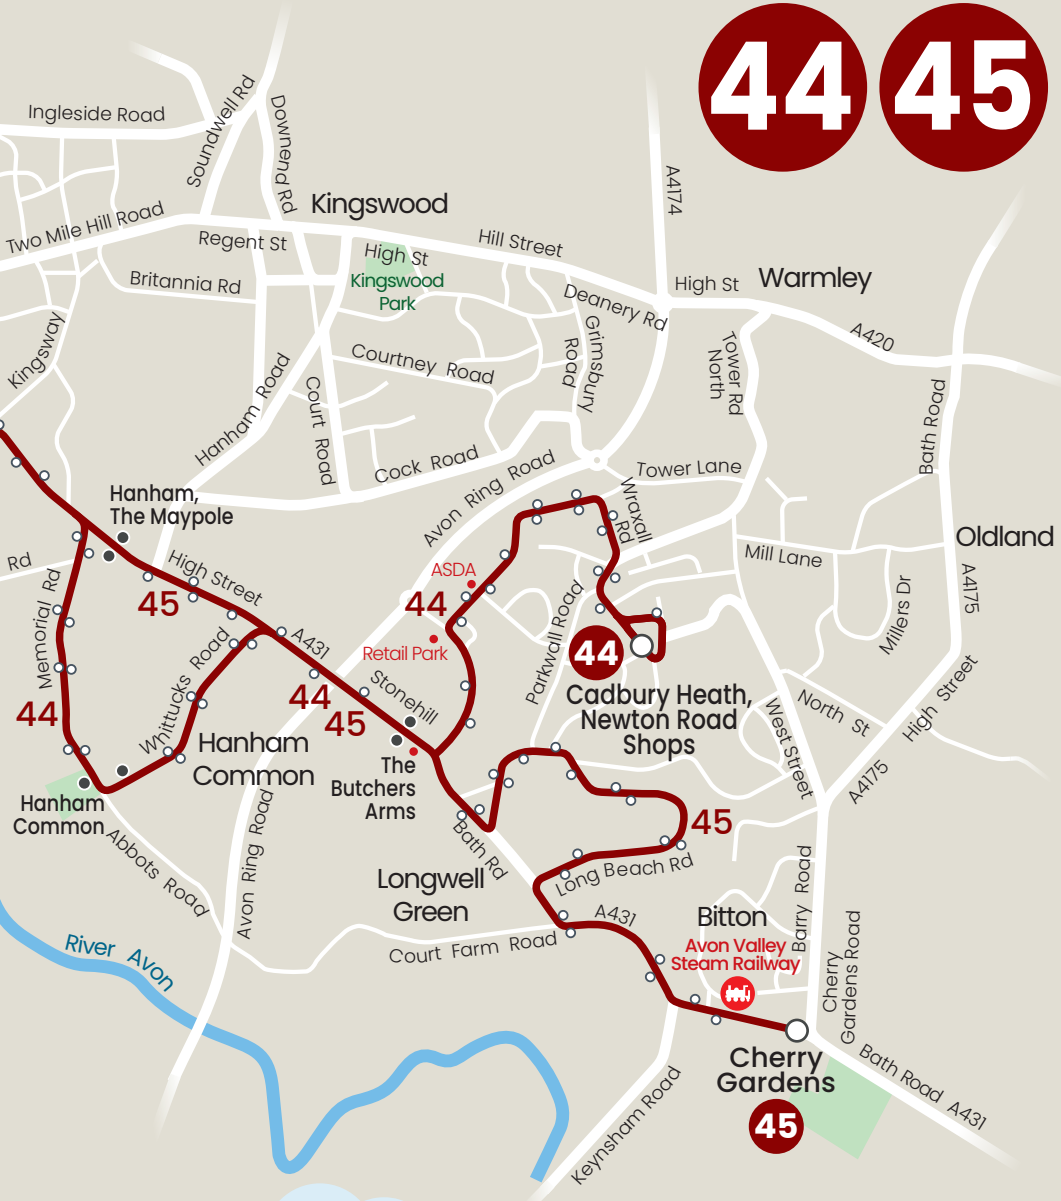 44 45
Ingleside Road
Soundwell Rd
Downend Rd
A4174
Kingswood
Two Mile Hill Road
Regent St
High St
Hill Street
Kingswood
Park
Britannia Rd
High St
Warmley
Deanery Rd
A420
Kingsway
Grimsbury
Road
Tower Rd
North
Courtney Road
Hanham Road
Court Road
Bath Road
Cock Road
Avon Ring Road
Tower Lane
Wraxall
Rd
Hanham,
The Maypole
Oldland
Mill Lane
Rd
High Street
ASDA
A4175
Memorial Rd
45
44
Millers Dr
Parkwall Road
A431
Retail Park
44
Whittucks Road
Stonehill
44
45
44
Cadbury Heath,
Newton Road
Shops
North St
High Street
West Street
Hanham
Common
The
Butchers
Arms
A4175
Hanham
Common
45
Bath Rd
Abbots Road
Avon Ring Road
Long Beach Rd
Barry Road
Longwell
Green
A431
Bitton
Court Farm Road
Avon Valley
Steam Railway
River Avon
Cherry
Gardens Road
Cherry
Gardens
45
Bath Road A431
Keynsham Road